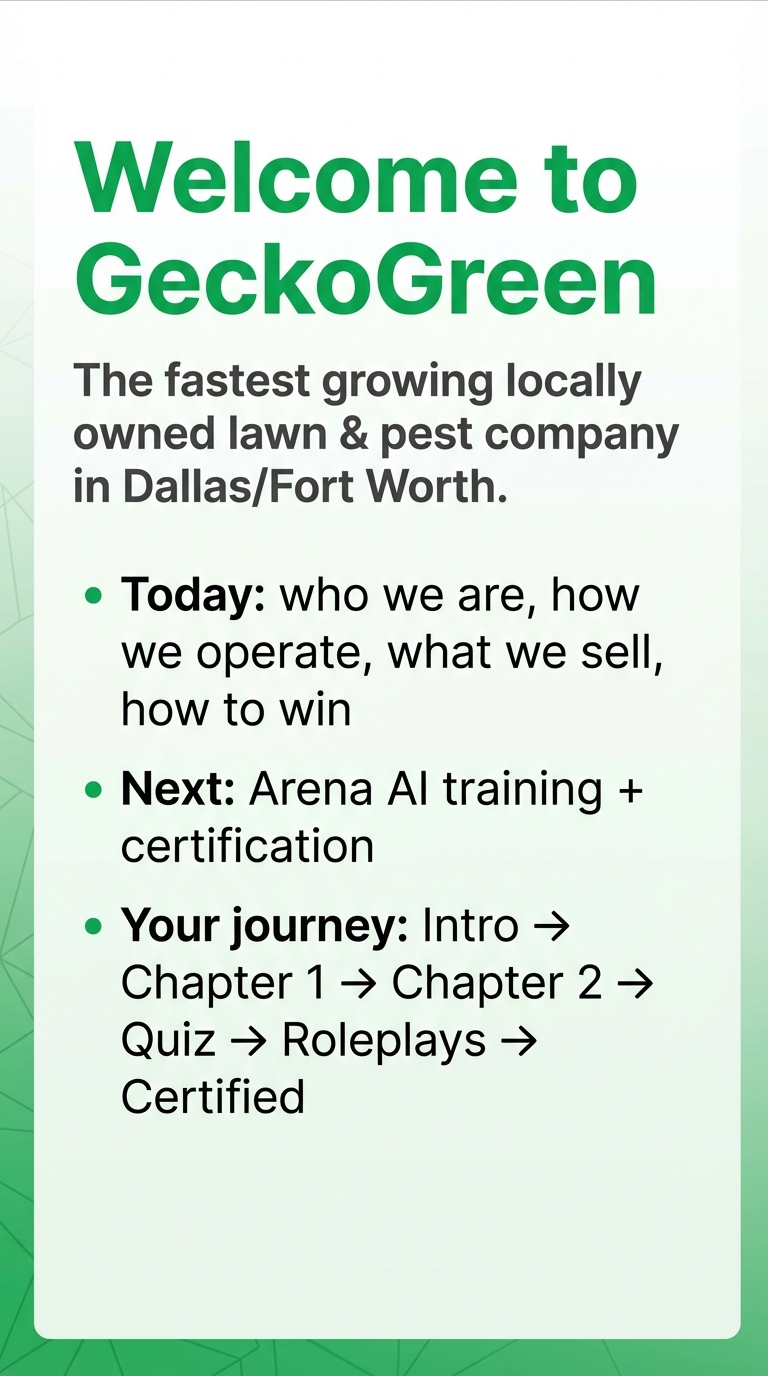 Welcome to
GeckoGreen
The fastest growing locally
owned lawn & pest company
in Dallas/Fort Worth.
• Today: who we are, how
we operate, what we sell,
how to win
• Next: Arena AI training +
certification
• Your journey: Intro →
Chapter 1 → Chapter 2 →
Quiz → Roleplays →
Certified